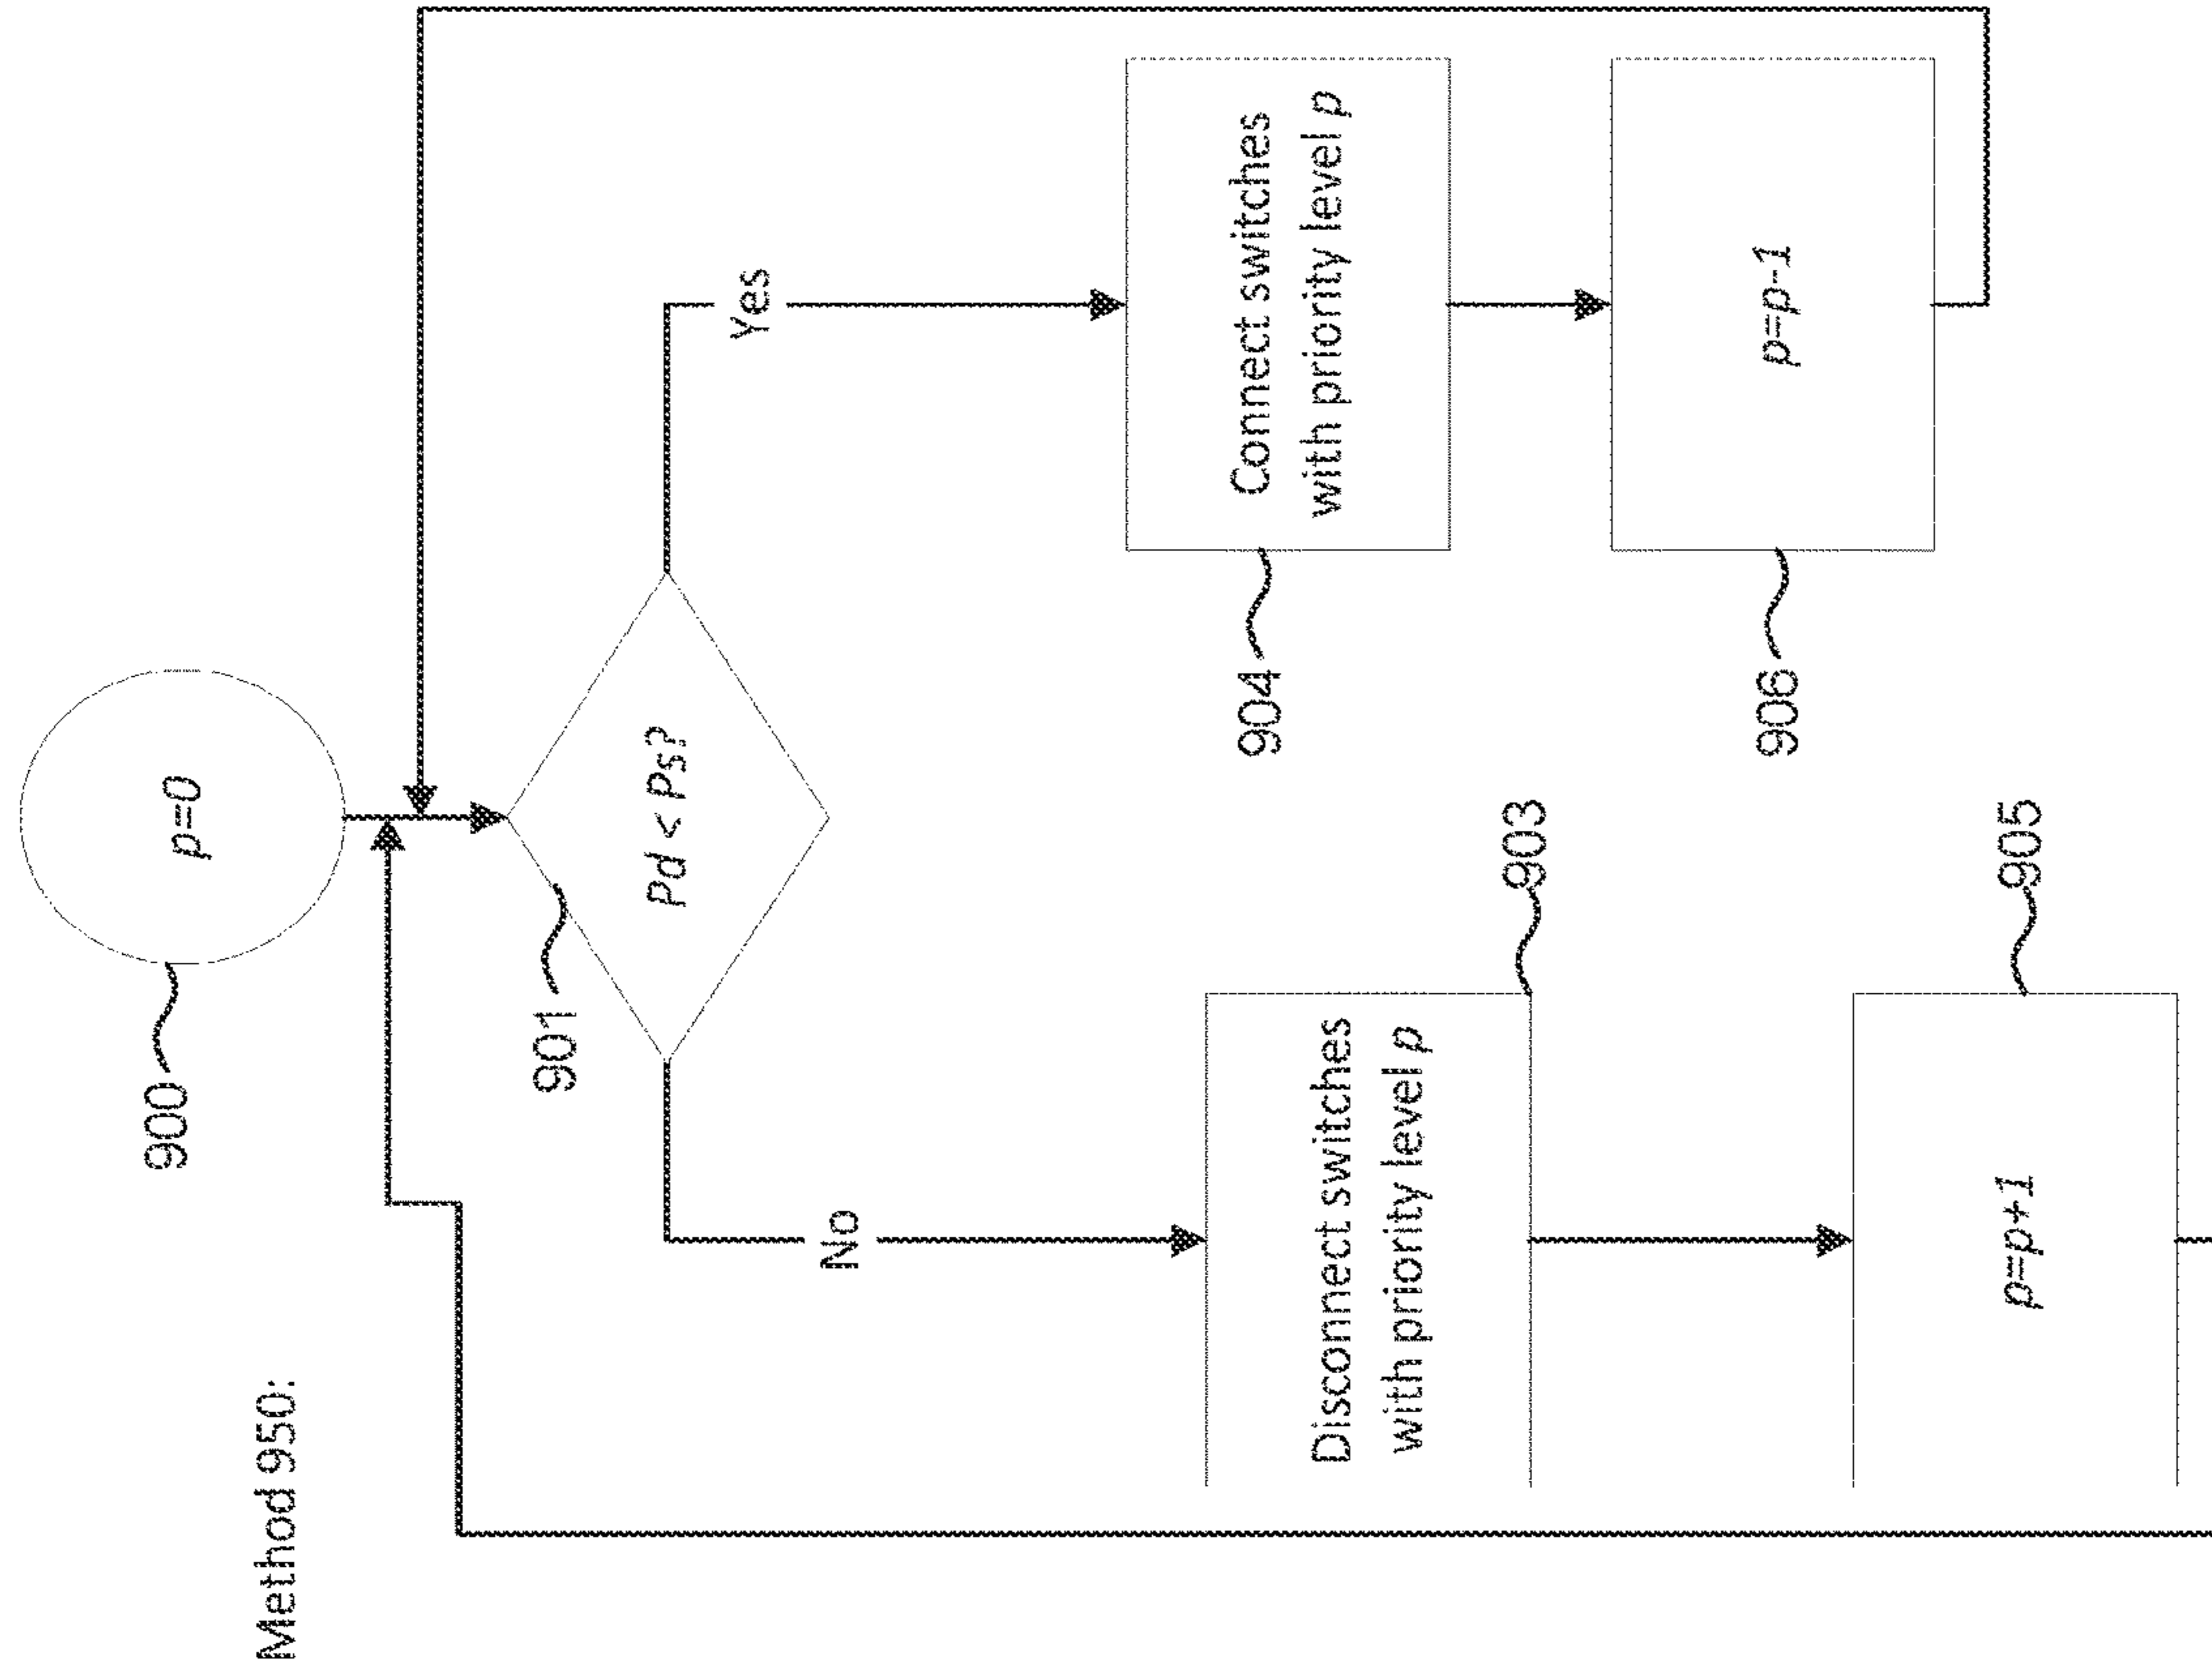 Method 950:
900
p=0
901
Pd < Ps?
No
Yes
Disconnect switches
with priority level p
903
904
Connect switches
with priority level p
905
p=p+1
906
p=p-1